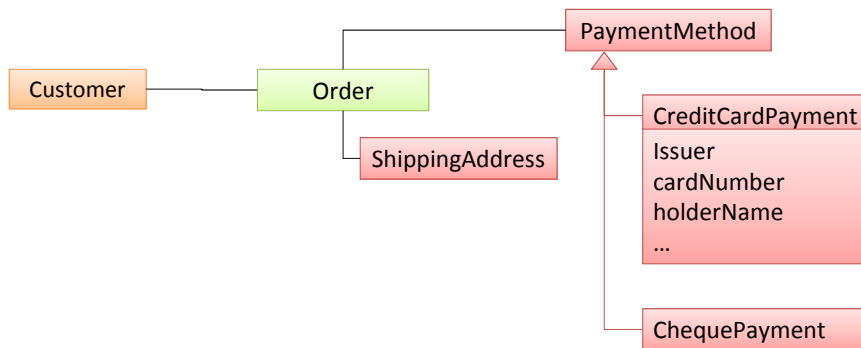 PaymentMethod
Customer
Order
CreditCardPayment
Issuer
cardNumber
holderName
...
ShippingAddress
ChequePayment